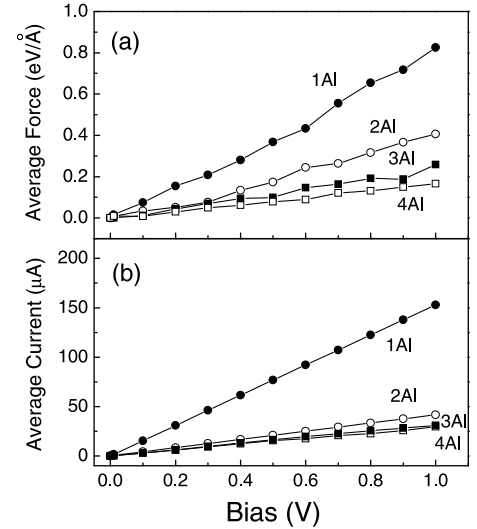 1.0
(a)
0.8
1Al
0.6
0.4
2Al
3Al
0.2
4Al
0.0
Average Force (eV/Å)
200
(b)
150
1Al
100
50
2Al
3Al
4Al
0
Average Current (μA)
0.0 0.2 0.4 0.6 0.8 1.0
Bias (V)